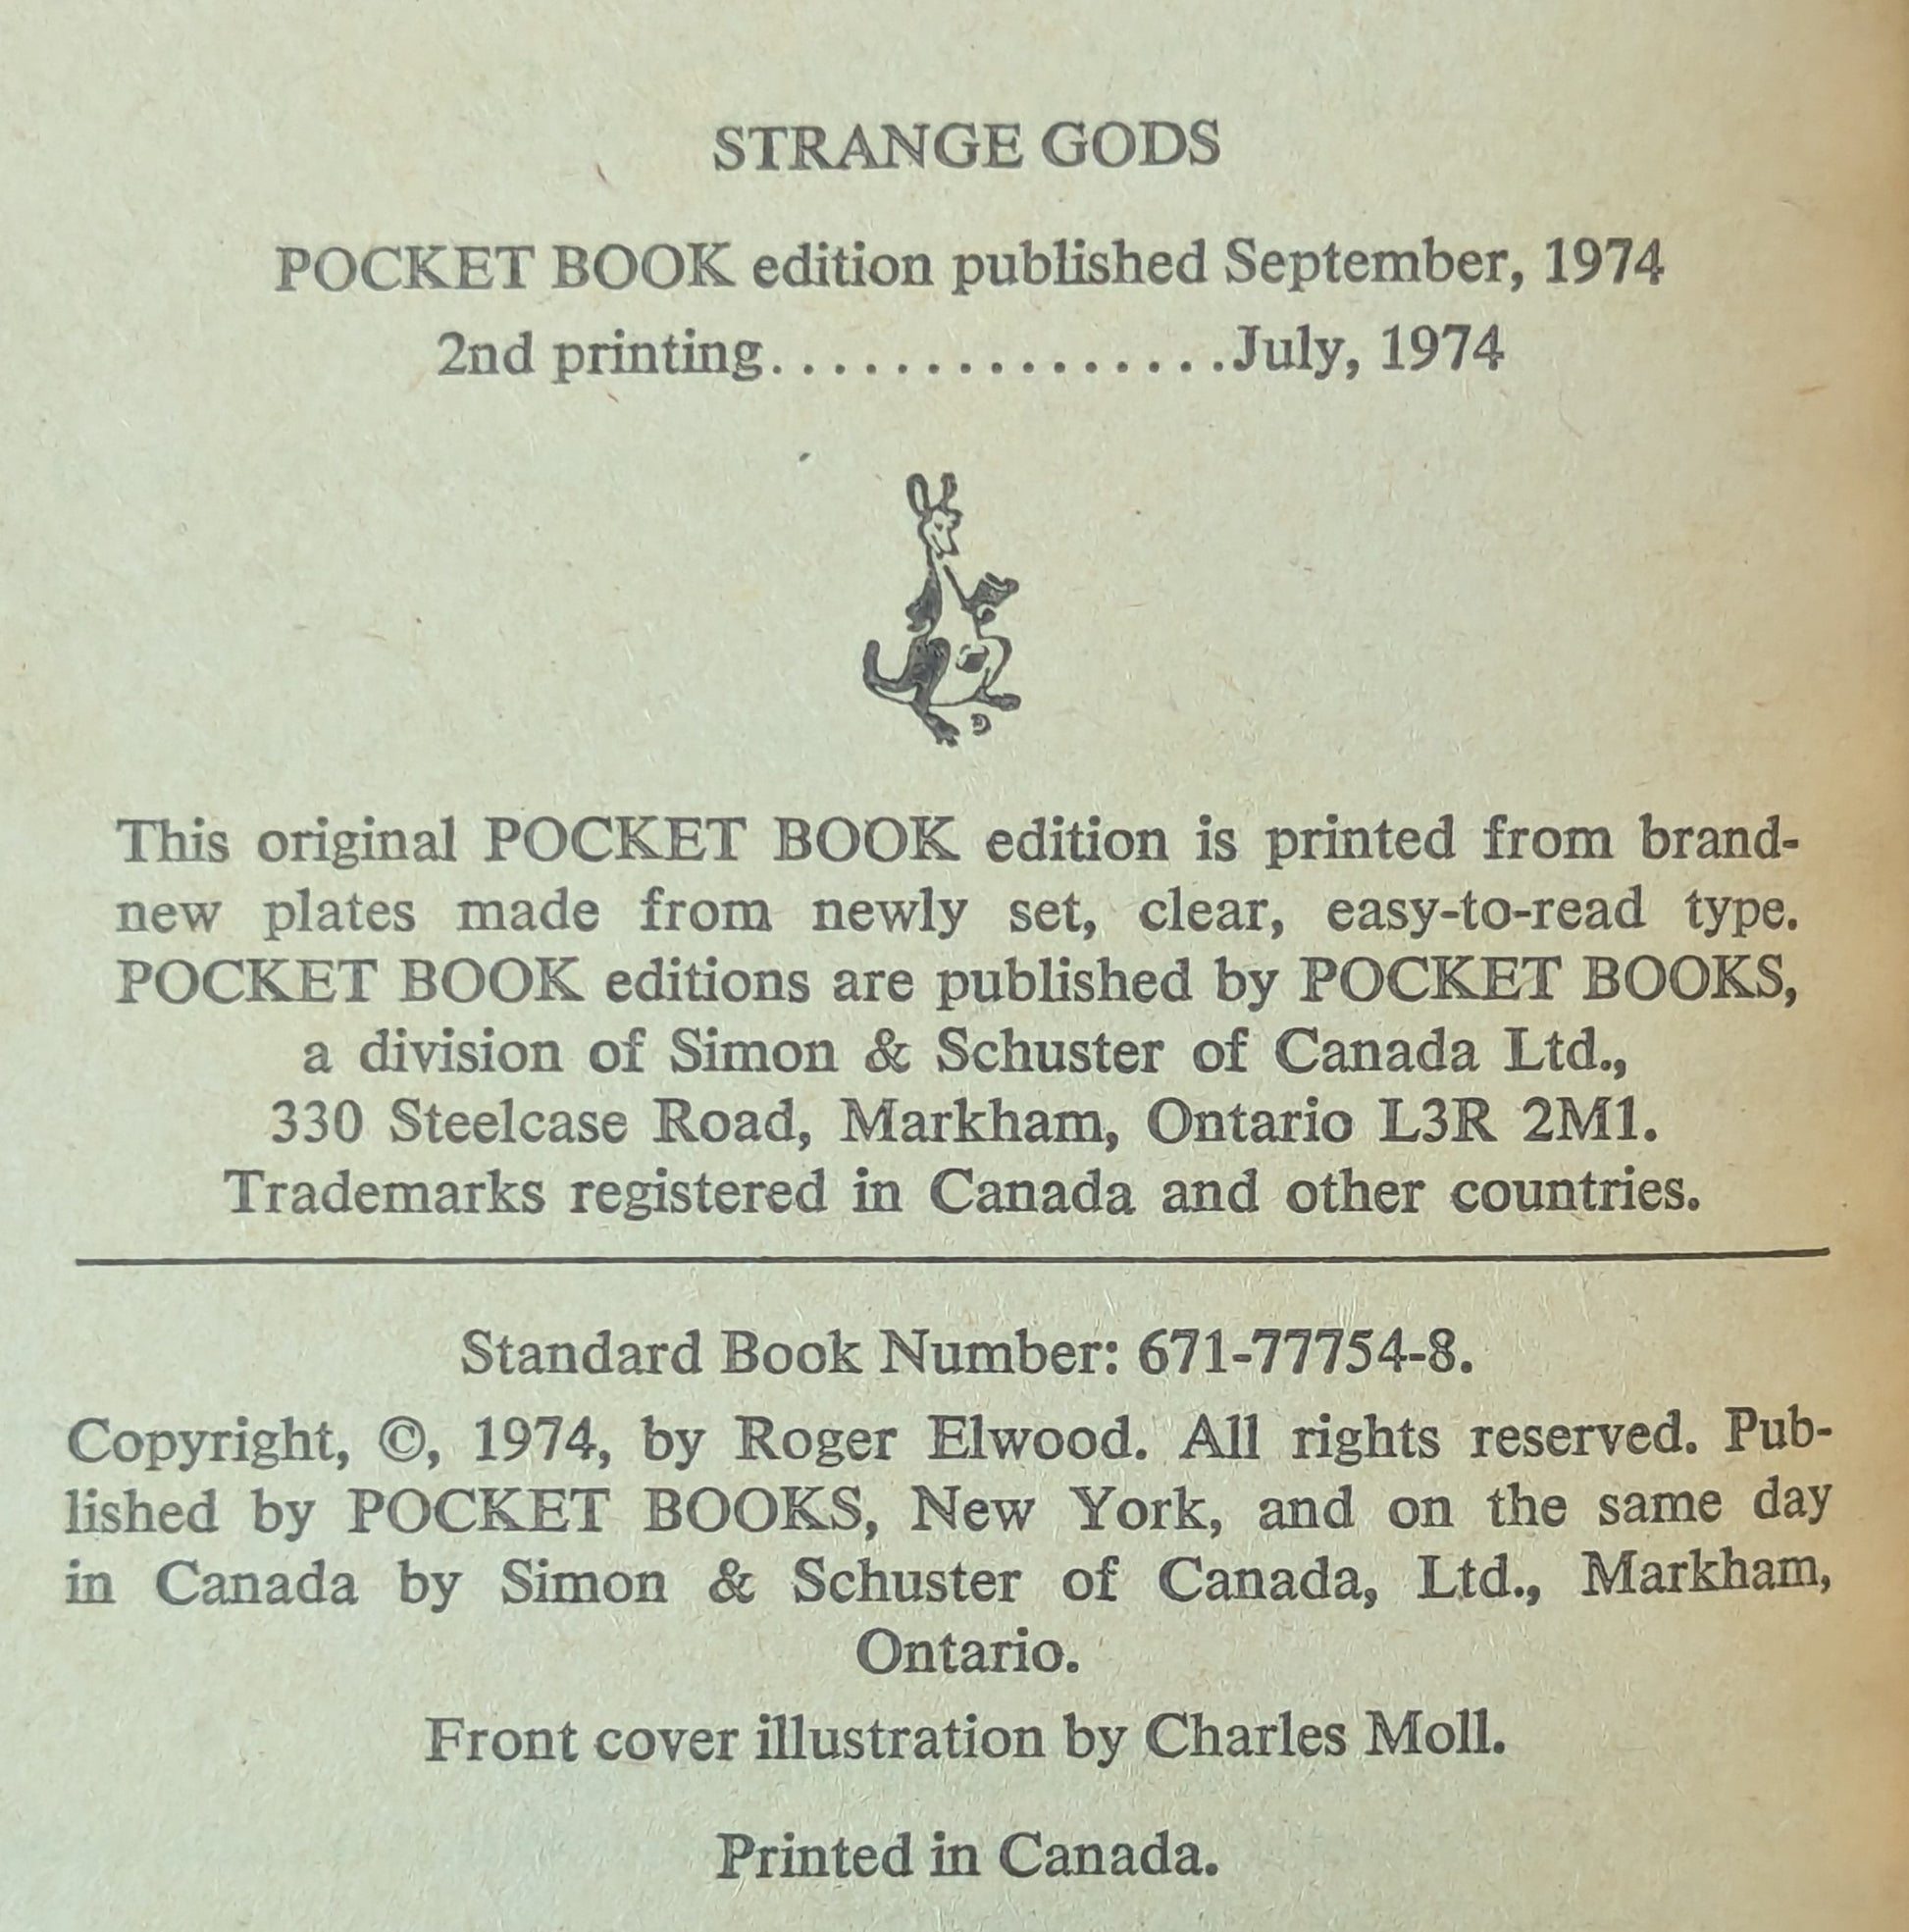 STRANGE GODS
POCKET BOOK edition published September, 1974
2nd printing................July, 1974
This original POCKET BOOK edition is printed from brand-
new plates made from newly set, clear, easy-to-read type.
POCKET BOOK editions are published by POCKET BOOKS,
a division of Simon & Schuster of Canada Ltd.,
330 Steelcase Road, Markham, Ontario L3R 2M1.
Trademarks registered in Canada and other countries.
Standard Book Number: 671-77754-8.
Copyright, ©, 1974, by Roger Elwood. All rights reserved. Pub-
lished by POCKET BOOKS, New York, and on the same day
in Canada by Simon & Schuster of Canada, Ltd., Markham,
Ontario.
Front cover illustration by Charles Moll.
Printed in Canada.